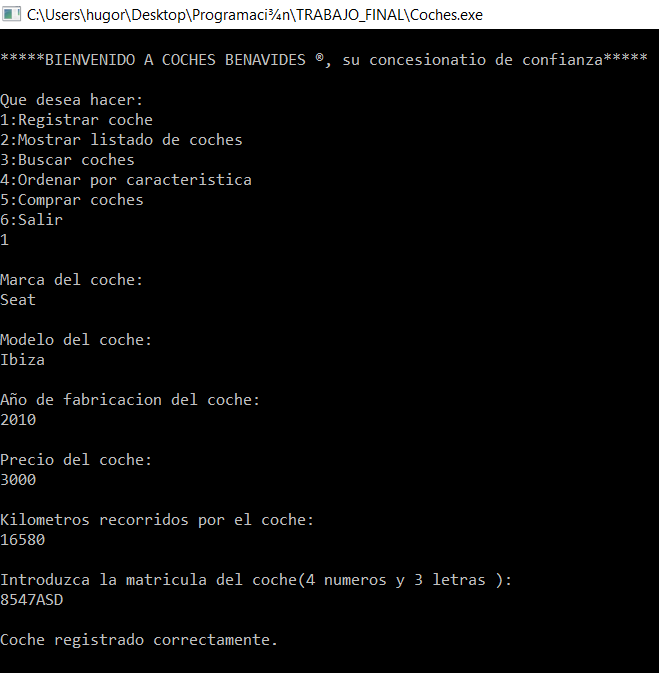 C:\Users\hugor\Desktop\Programaci¾n\TRABAJO_FINAL\Coches.exe
*****BIENVENIDO A COCHES BENAVIDES ®, su concesionatio de confianza*****
Que desea hacer:
1:Registrar coche
2:Mostrar listado de coches
3:Buscar coches
4:Ordenar por caracteristica
5:Comprar coches
6:Salir
1
Marca del coche:
Seat
Modelo del coche:
Ibiza
Año de fabricacion del coche:
2010
Precio del coche:
3000
Kilometros recorridos por el coche:
16580
Introduzca la matricula del coche(4 numeros y 3 letras ):
8547ASD
Coche registrado correctamente.